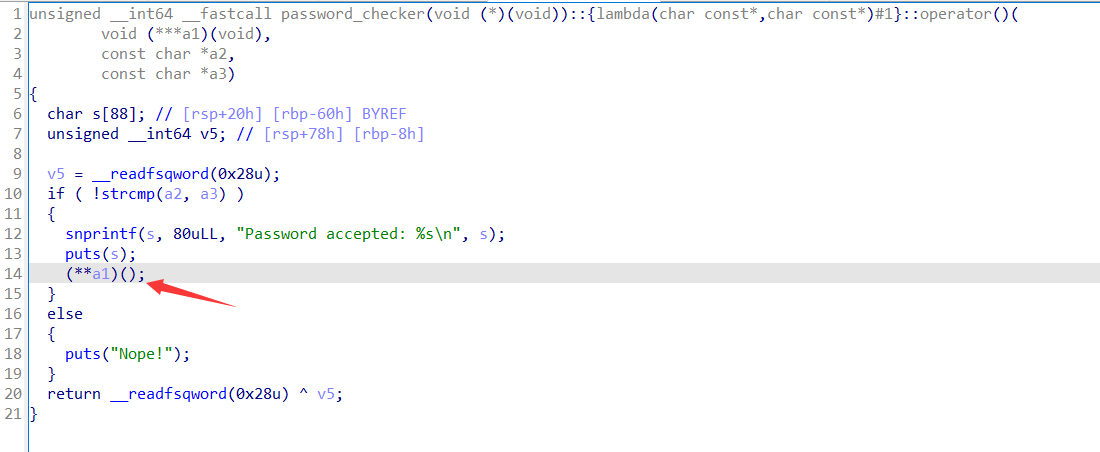 1 unsigned __int64 __fastcall password_checker(void (*)(void))::{lambda(char const*,char const*)#1}::operator()(
2         void (***a1)(void),
3         const char *a2,
4         const char *a3)
5 {
6   char s[88]; // [rsp+20h] [rbp-60h] BYREF
7   unsigned __int64 v5; // [rsp+78h] [rbp-8h]
8
9   v5 = __readfsqword(0x28u);
10   if ( !strcmp(a2, a3) )
11   {
12     snprintf(s, 80uLL, "Password accepted: %s\n", s);
13     puts(s);
14     (**a1)();
15   }
16   else
17   {
18     puts("Nope!");
19   }
20   return __readfsqword(0x28u) ^ v5;
21 }